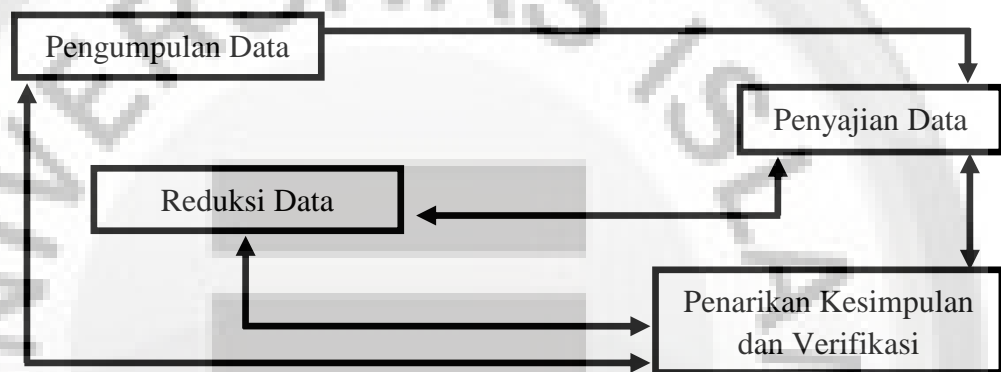 Pengumpulan Data
Penyajian Data
Reduksi Data
Penarikan Kesimpulan
dan Verifikasi